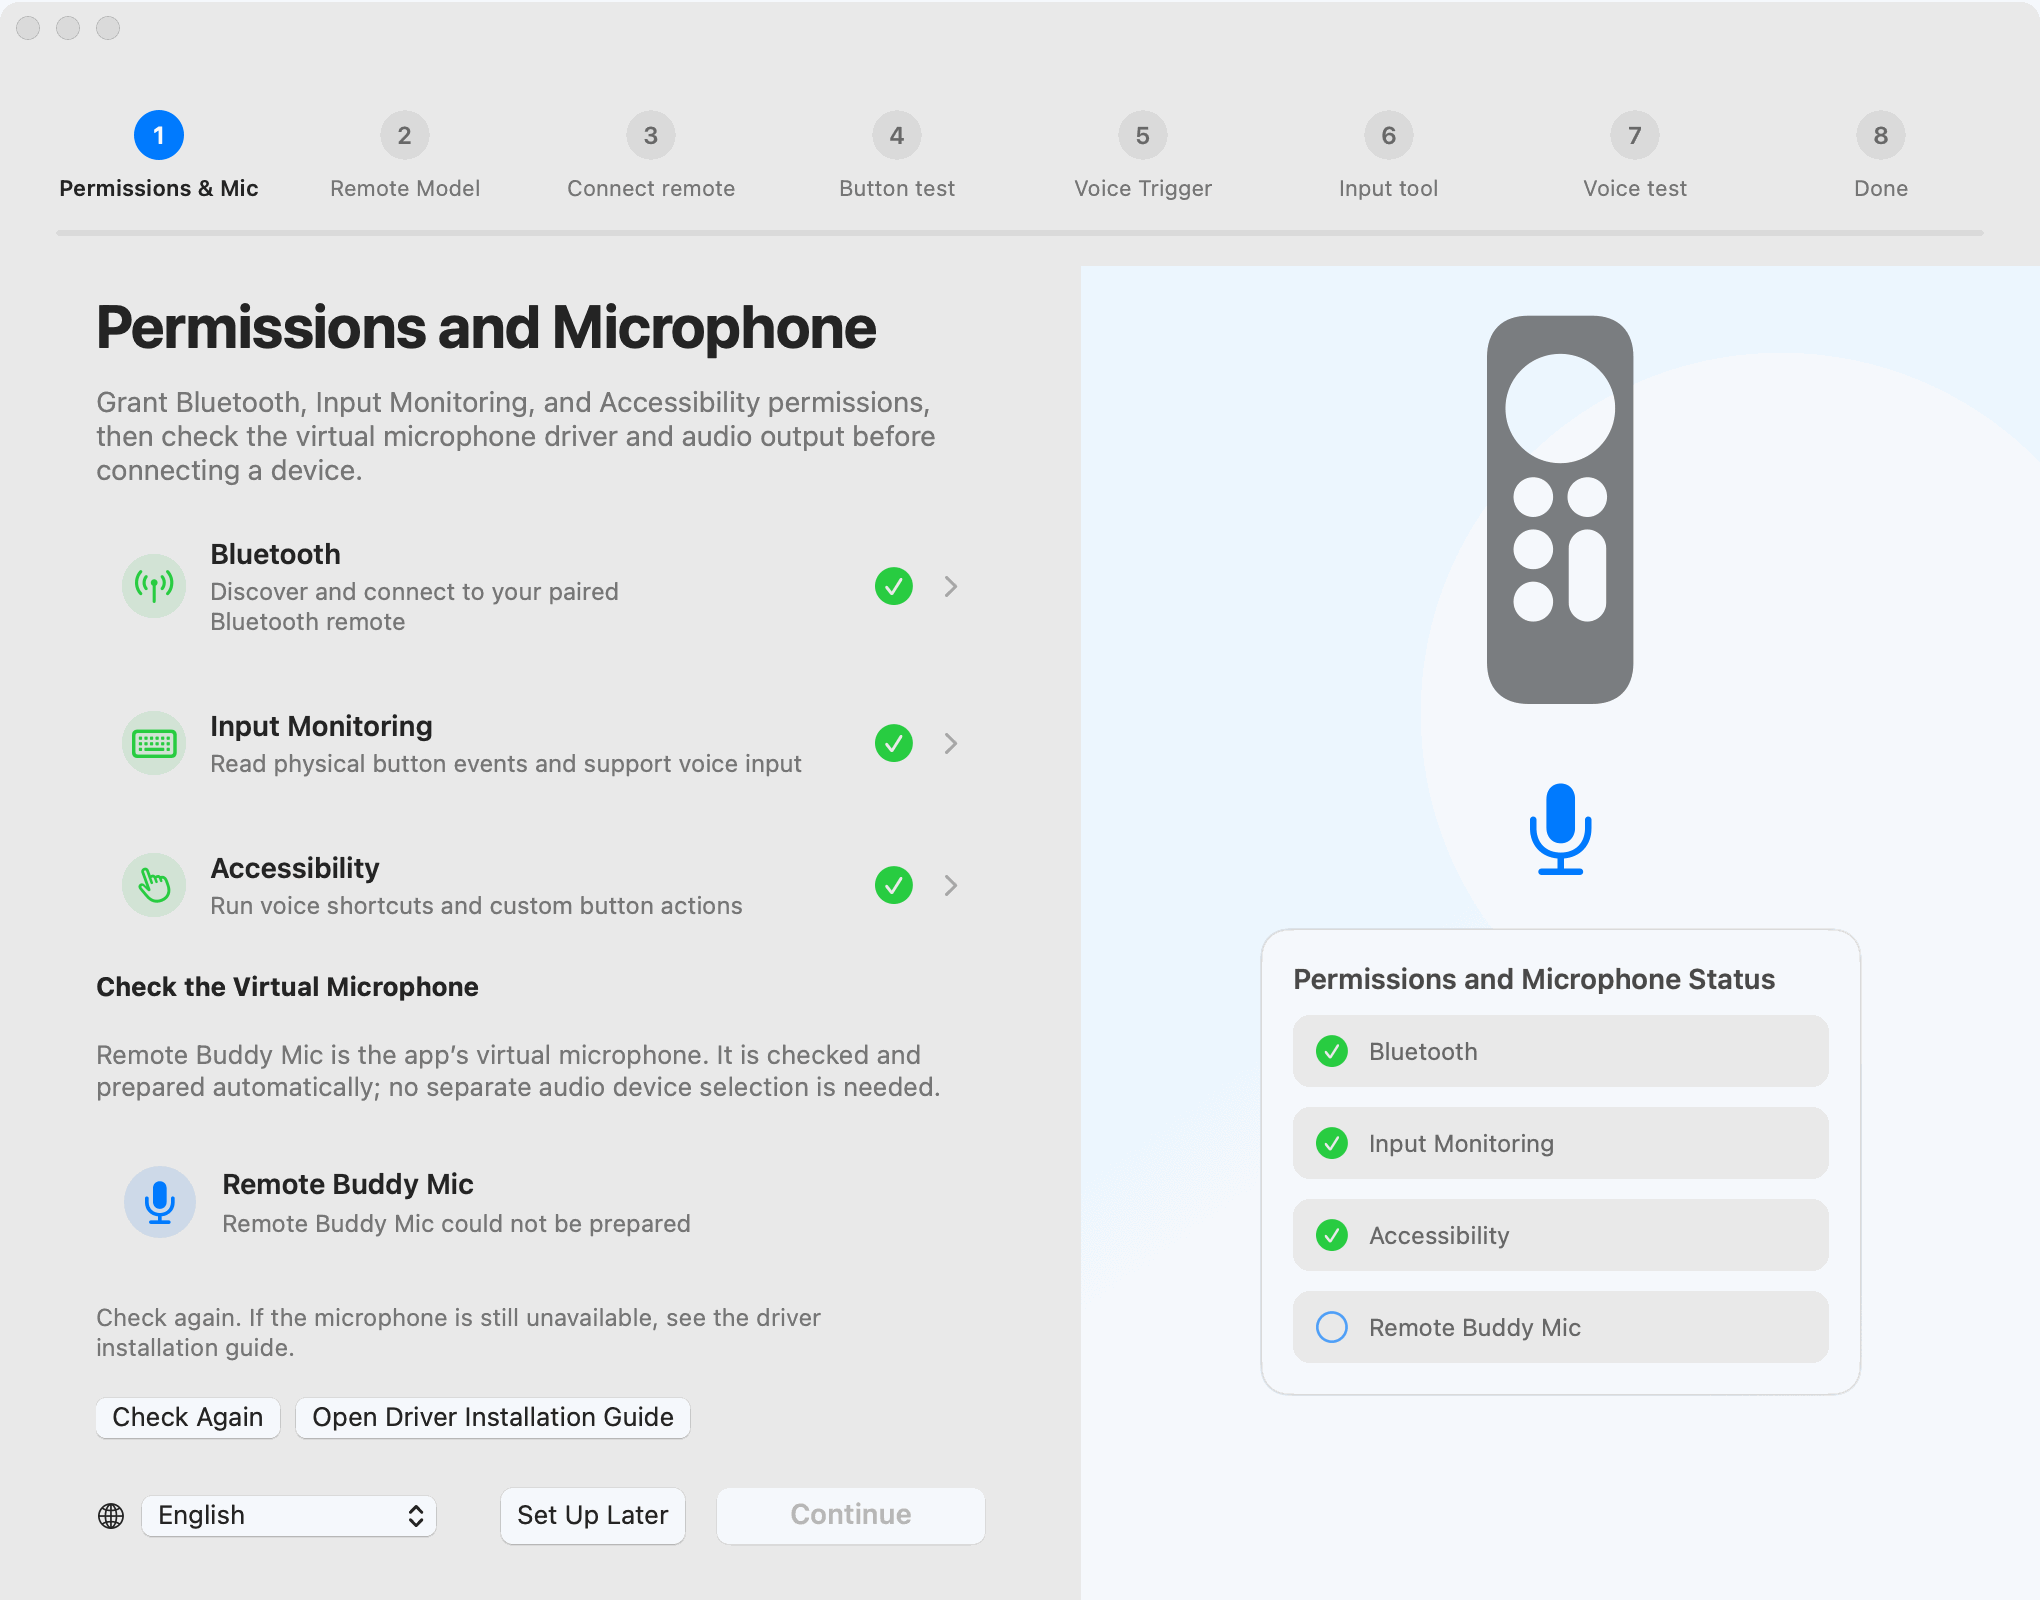 1
Permissions & Mic
2
Remote Model
3
Connect remote
4
Button test
5
Voice Trigger
6
Input tool
7
Voice test
8
Done
Permissions and Microphone
Grant Bluetooth, Input Monitoring, and Accessibility permissions,
then check the virtual microphone driver and audio output before
connecting a device.
Bluetooth
Discover and connect to your paired
Bluetooth remote
Input Monitoring
Read physical button events and support voice input
Accessibility
Run voice shortcuts and custom button actions
Check the Virtual Microphone
Remote Buddy Mic is the app’s virtual microphone. It is checked and
prepared automatically; no separate audio device selection is needed.
Remote Buddy Mic
Remote Buddy Mic could not be prepared
Check again. If the microphone is still unavailable, see the driver
installation guide.
Check Again
Open Driver Installation Guide
English
Set Up Later
Continue
Permissions and Microphone Status
Bluetooth
Input Monitoring
Accessibility
Remote Buddy Mic